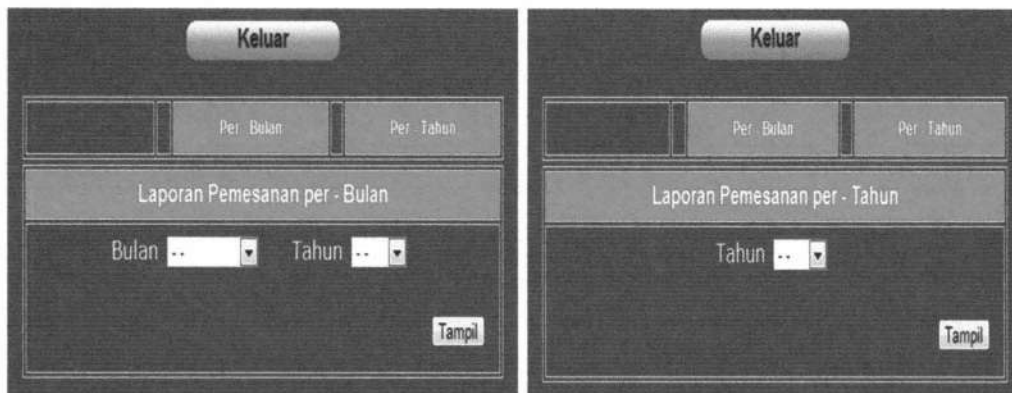 Keluar
Per Bulan Per Tahun
Laporan Pemesanan per - Bulan
Bulan -- Tahun --
Tampil
Keluar
Per Bulan Per Tahun
Laporan Pemesanan per - Tahun
Tahun --
Tampil